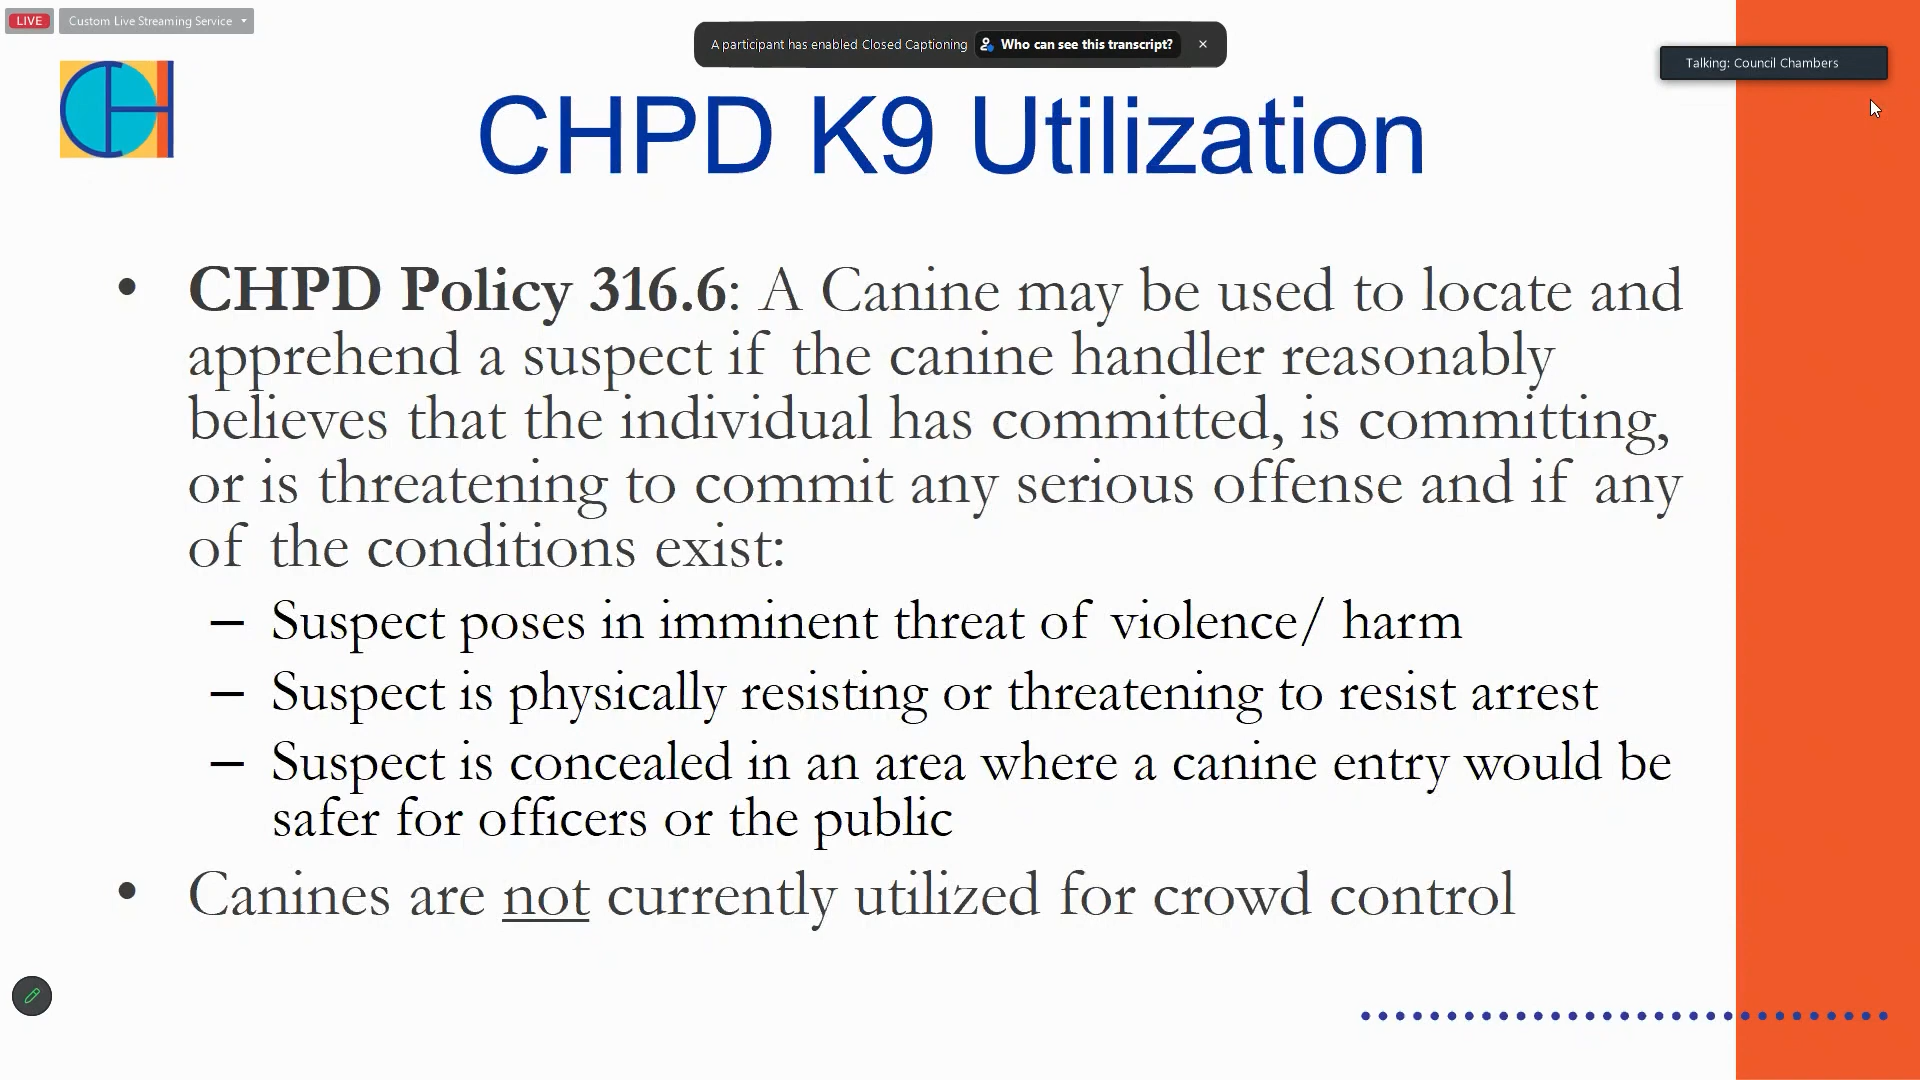 LIVE
Custom Live Streaming Service
A participant has enabled Closed Captioning Who can see this transcript?
Talking: Council Chambers
CH
CHPD K9 Utilization
• CHPD Policy 316.6: A Canine may be used to locate and
apprehend a suspect if the canine handler reasonably
believes that the individual has committed, is committing,
or is threatening to commit any serious offense and if any
of the conditions exist:
– Suspect poses in imminent threat of violence/ harm
– Suspect is physically resisting or threatening to resist arrest
– Suspect is concealed in an area where a canine entry would be
safer for officers or the public
• Canines are not currently utilized for crowd control